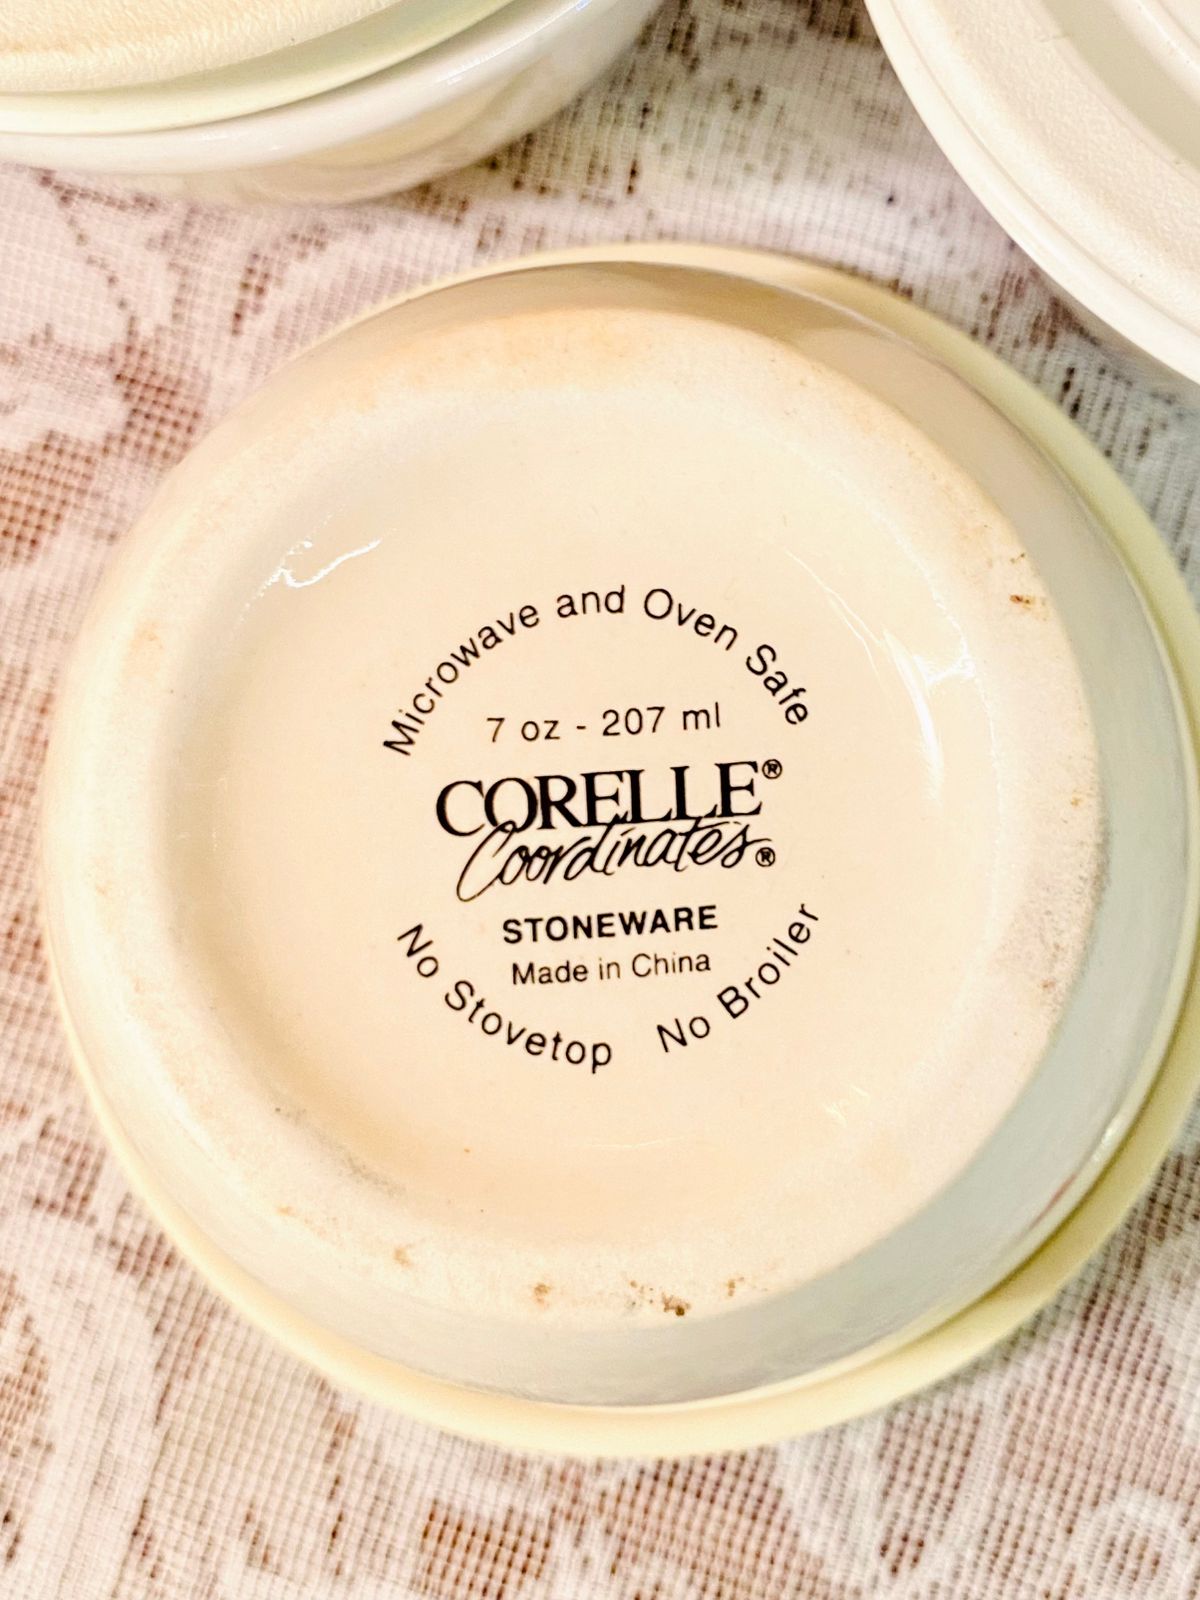 Microwave and Oven Safe
7 oz - 207 ml
CORELLE®
Coordinates®
STONEWARE
Made in China
No Stovetop No Broiler